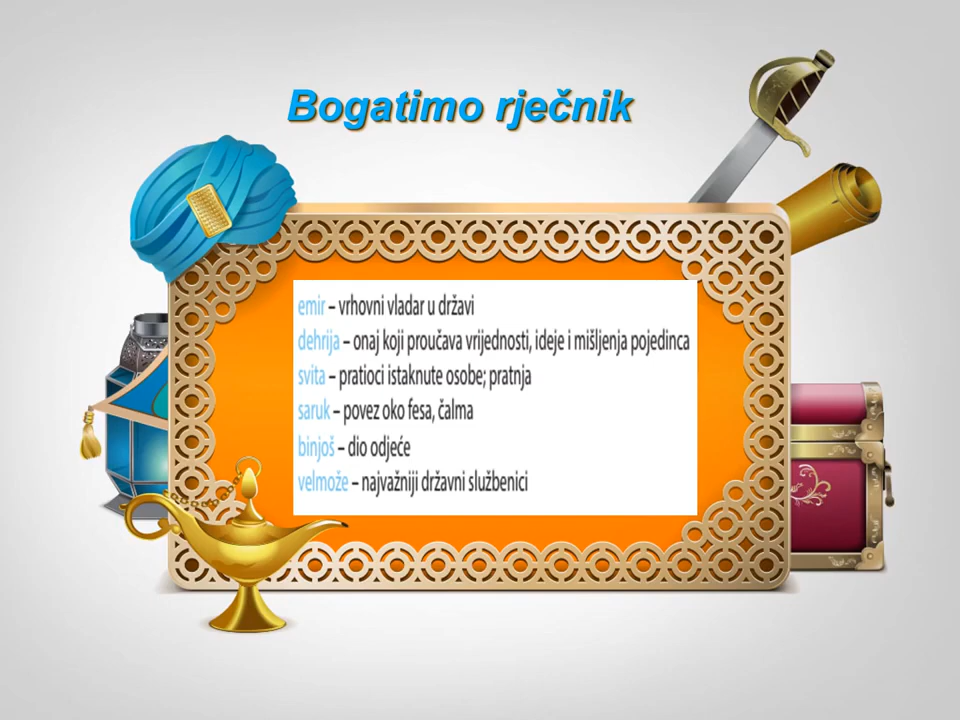 Bogatimo rječnik
emir – vrhovni vladar u državi
dehrija – onaj koji proučava vrijednosti, ideje i mišljenja pojedinca
svita – pratioci istaknute osobe; pratnja
saruk – povez oko fesa, čalma
binjoš – dio odjeće
velmože – najvažniji državni službenici